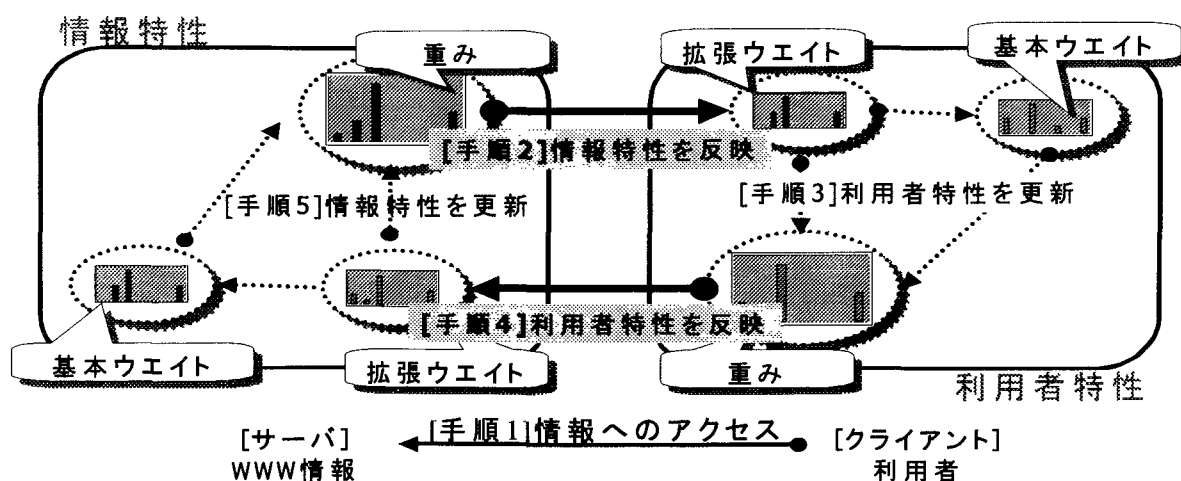 情報特性
重み
拡張ウエイト
基本ウエイト
[手順2]情報特性を反映
[手順5]情報特性を更新
[手順3]利用者特性を更新
[手順4]利用者特性を反映
基本ウエイト
拡張ウエイト
重み
利用者特性
[サーバ]
WWW情報
[手順1]情報へのアクセス
[クライアント]
利用者